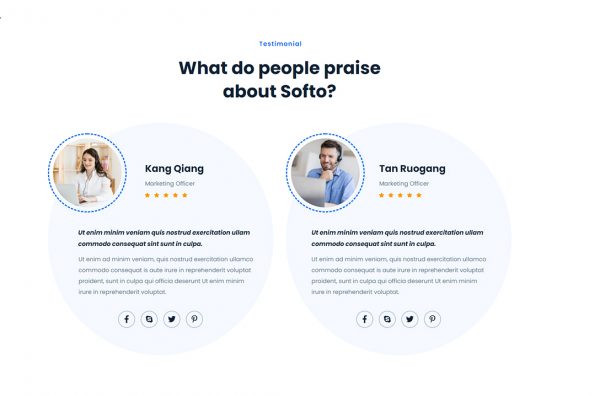 Testimonial
What do people praise
about Softo?
Kang Qiang
Marketing Officer
Ut enim minim veniam quis nostrud exercitation ullam
commodo consequat sint sunt in culpa.
Ut enim ad minim veniam, quis nostrud exercitation ullamco
commodo consequat is aute irure in reprehenderit voluptat
proident, sunt in culpa qui officia deserunt Ut enim minim
irure in reprehenderit voluptat.
Tan Ruogang
Marketing Officer
Ut enim minim veniam quis nostrud exercitation ullam
commodo consequat sint sunt in culpa.
Ut enim ad minim veniam, quis nostrud exercitation ullamco
commodo consequat is aute irure in reprehenderit voluptat
proident, sunt in culpa qui officia deserunt Ut enim minim
irure in reprehenderit voluptat.